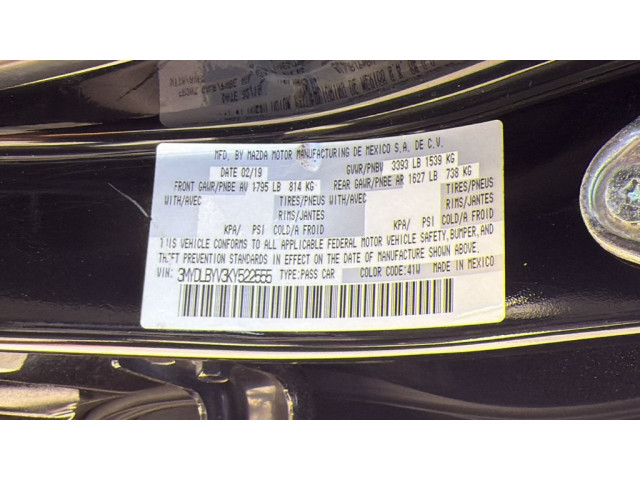 MFD. BY MAZDA MOTOR MANUFACTURING DE MEXICO S.A. DE C.V.
DATE 02/19 GVWR/PNBV 3393 LB 1539 KG
FRONT GAWR/PNBE AV 1795 LB 814 KG REAR GAWR/PNBE AR 1627 LB 738 KG
WITH/AVEC TIRES/PNEUS WITH/AVEC TIRES/PNEUS
RIMS/JANTES RIMS/JANTES
KPA/ PSI COLD/A FROID KPA/ PSI COLD/A FROID
THIS VEHICLE CONFORMS TO ALL APPLICABLE FEDERAL MOTOR VEHICLE SAFETY, BUMPER, AND
THEFT PREVENTION STANDARDS IN EFFECT ON THE DATE OF MANUFACTURE SHOWN ABOVE.
VIN: 3MYDLBYV3KY522555 TYPE: PASS CAR COLOR CODE: 41W MADE IN MEXICO